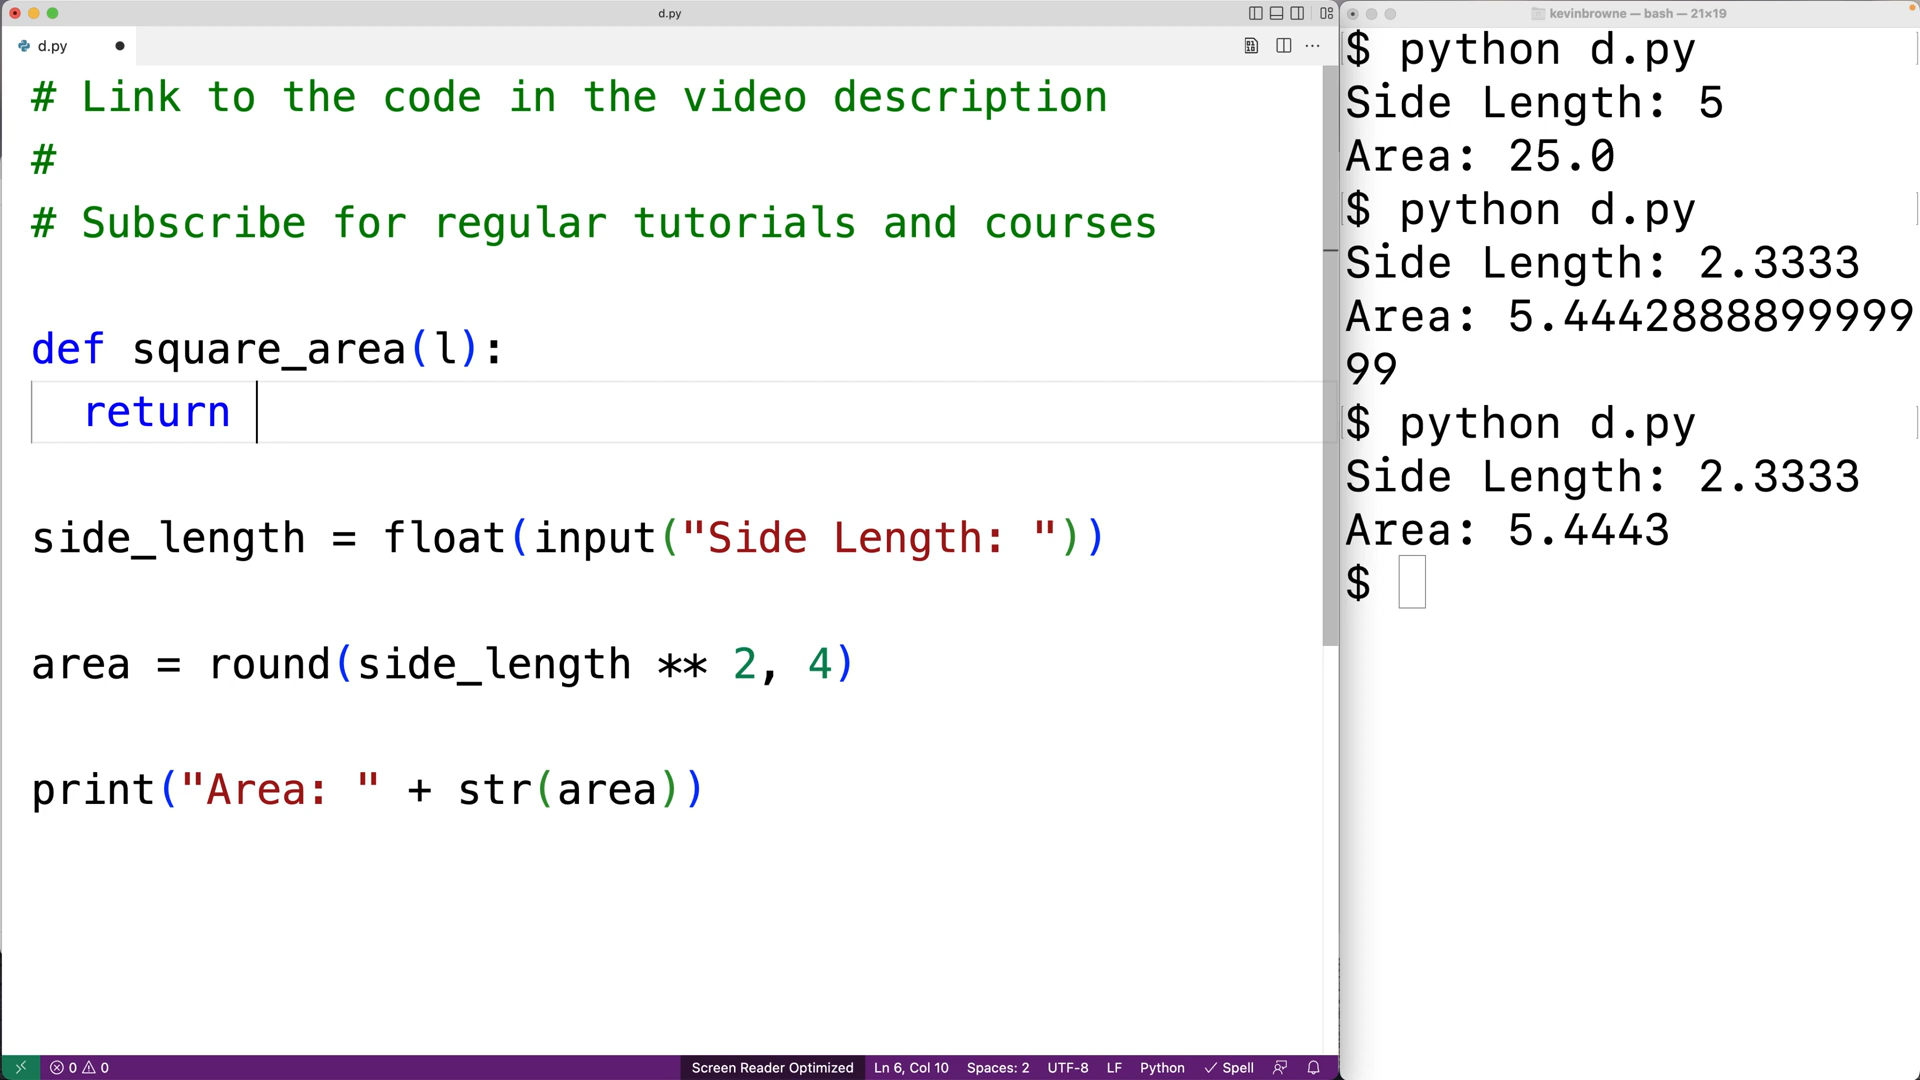 d.py
d.py
# Link to the code in the video description
#
# Subscribe for regular tutorials and courses
def square_area(l):
return
side_length = float(input("Side Length: "))
area = round(side_length ** 2, 4)
print("Area: " + str(area))
0 0
Screen Reader Optimized Ln 6, Col 10 Spaces: 2 UTF-8 LF Python Spell
kevinbrowne — bash — 21×19
$ python d.py
Side Length: 5
Area: 25.0
$ python d.py
Side Length: 2.3333
Area: 5.44428888999999
99
$ python d.py
Side Length: 2.3333
Area: 5.4443
$